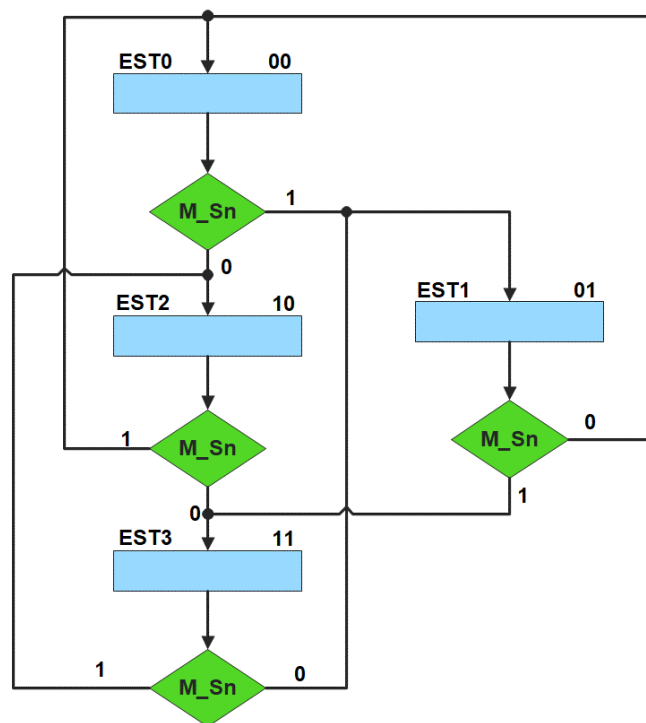 EST0 00
M_Sn 1
0
EST2 10
EST1 01
M_Sn 1
M_Sn 0
1
0
EST3 11
M_Sn 1 0